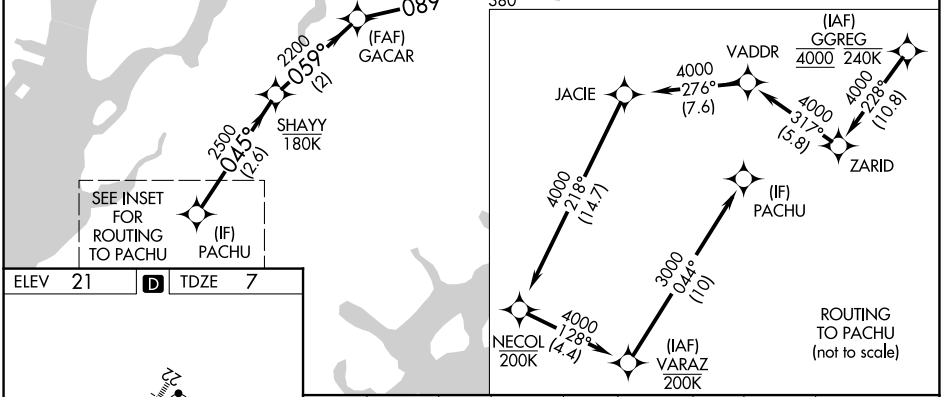 089°
(FAF)
GACAR
2200
059°
(2)
SHAYY
180K
2500
045°
(2.6)
SEE INSET
FOR
ROUTING
TO PACHU
(IF)
PACHU
ELEV 21
D
TDZE 7
22
380
(IAF)
GGREG
4000 240K
VADDR
4000
276°
(7.6)
JACIE
4000
317°
(5.8)
4000
228°
(10.8)
ZARID
4000
218°
(14.7)
(IF)
PACHU
3000
044°
(10)
NECOL
200K
4000
128°
(4.4)
(IAF)
VARAZ
200K
ROUTING
TO PACHU
(not to scale)